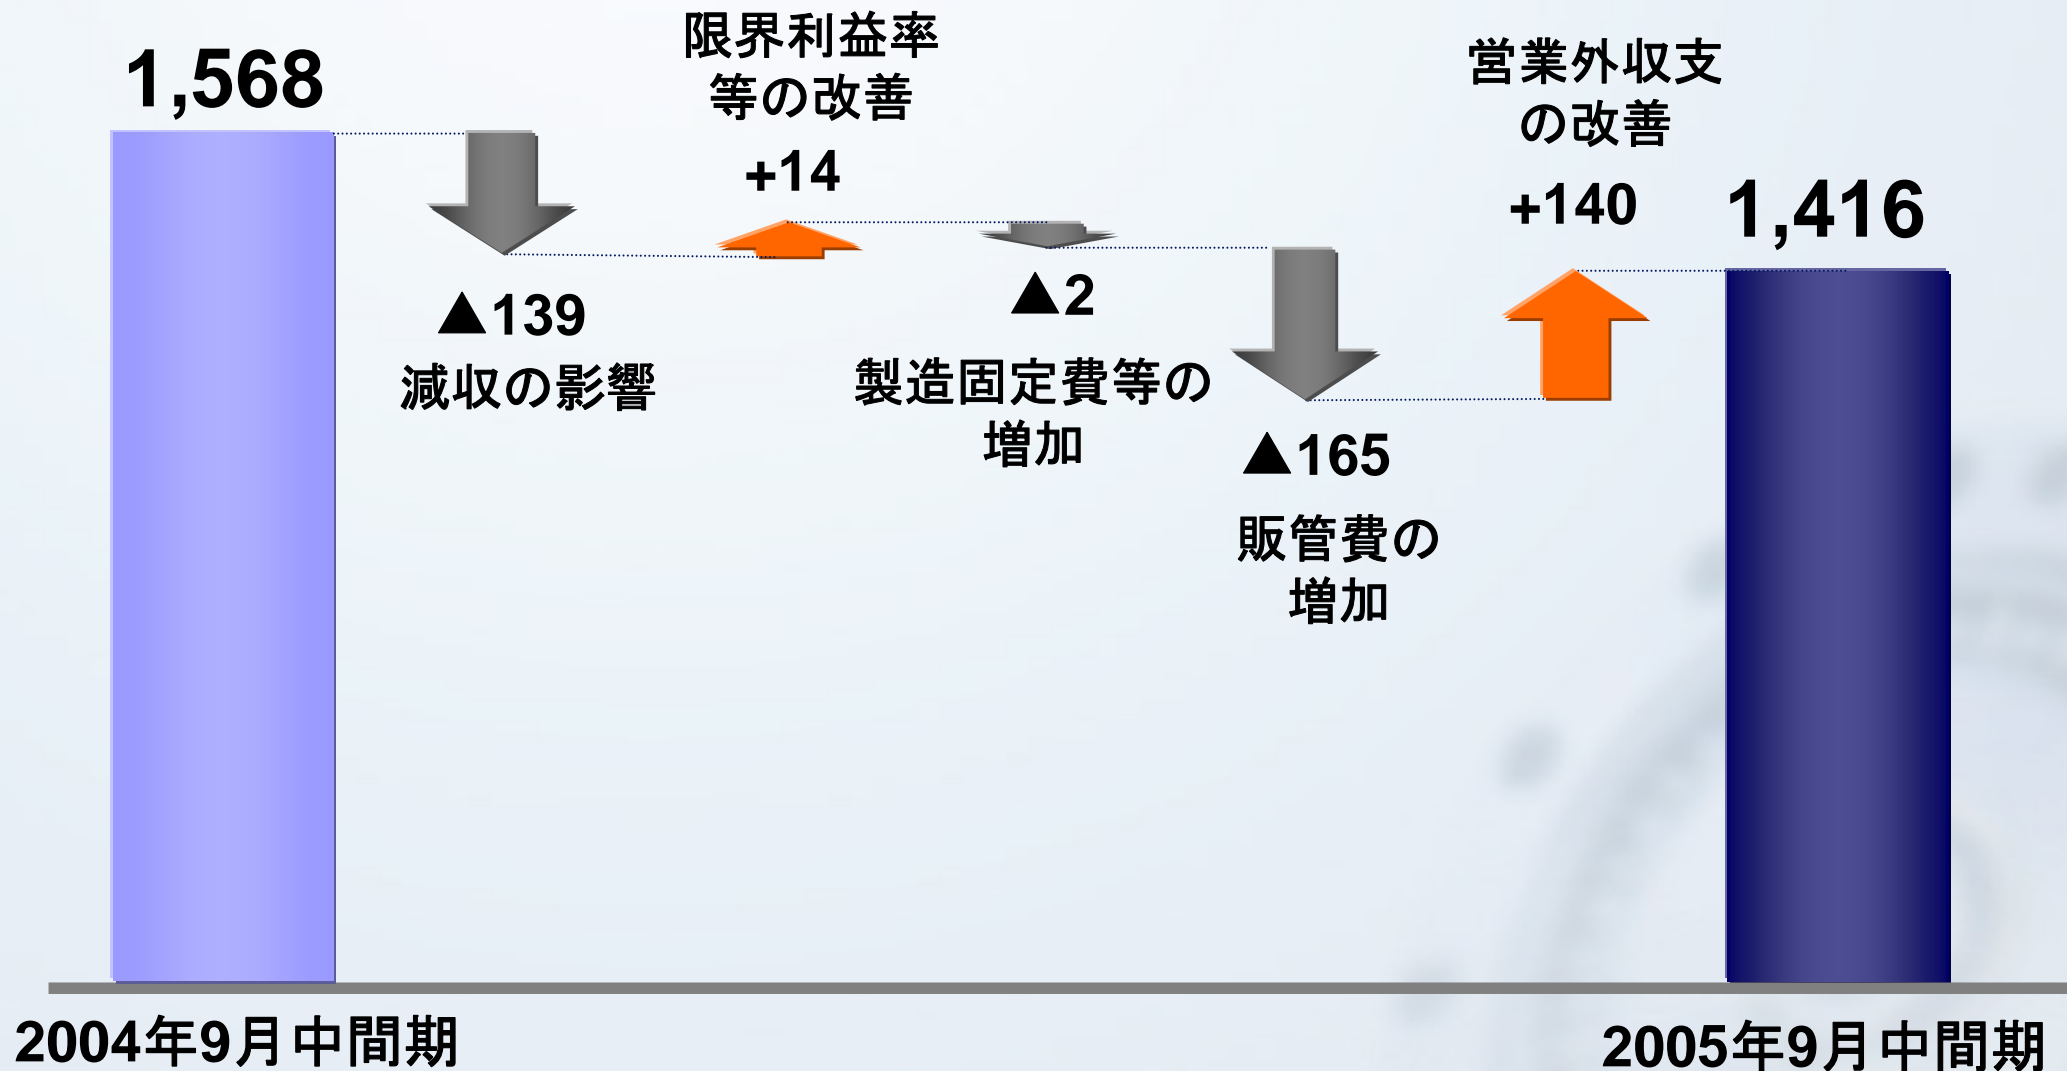 1,568
▲139
減収の影響
限界利益率
等の改善
+14
▲2
製造固定費等の
増加
▲165
販管費の
増加
営業外収支
の改善
+140
1,416
2004年9月中間期
2005年9月中間期